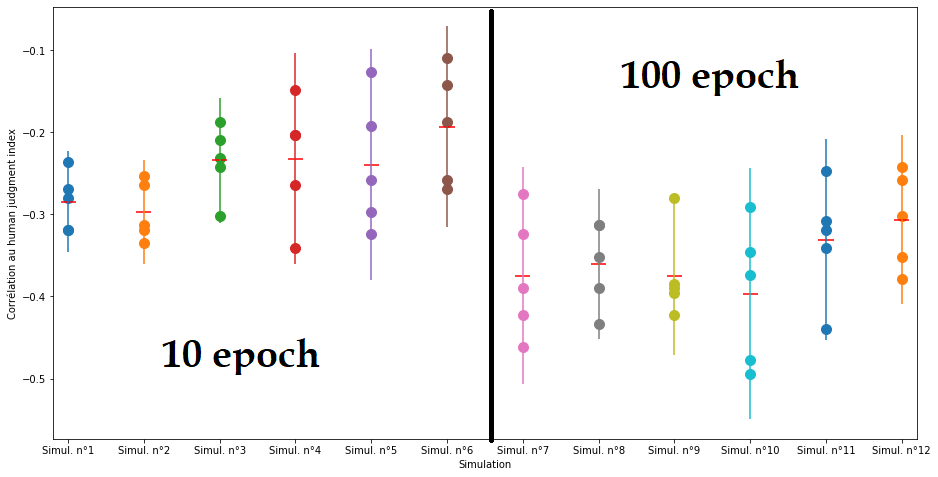 100 epoch
10 epoch
Corrélation au human judgment index
−0.1
−0.2
−0.3
−0.4
−0.5
Simul. n°1 Simul. n°2 Simul. n°3 Simul. n°4 Simul. n°5 Simul. n°6 Simul. n°7 Simul. n°8 Simul. n°9 Simul. n°10 Simul. n°11 Simul. n°12
Simulation